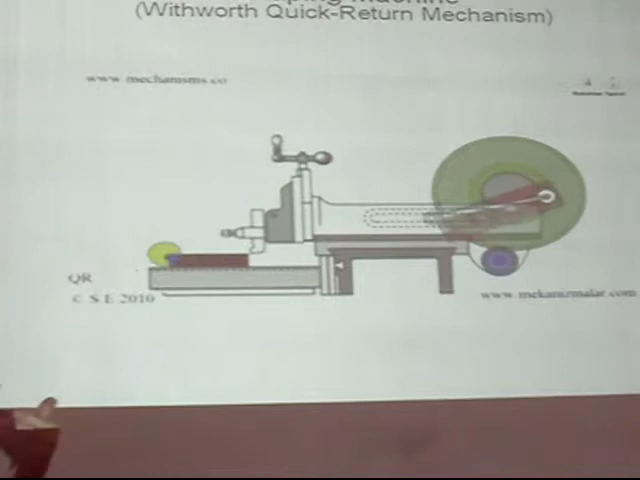 (Withworth Quick-Return Mechanism)
www mechanisms.co
QR
c S.E 2010
www.mekanizmalar.com